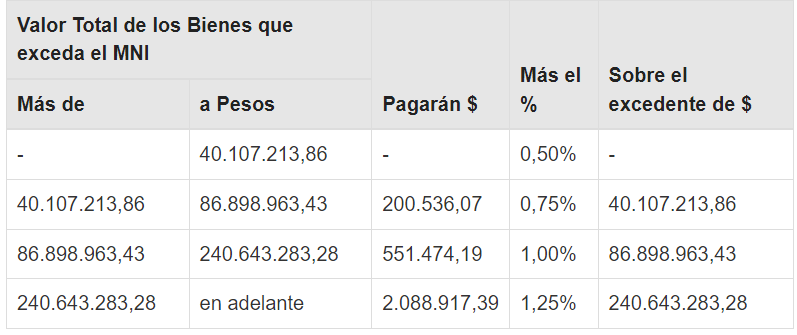 Valor Total de los Bienes que
exceda el MNI
Más de a Pesos Pagarán $ Más el
% Sobre el
excedente de $
- 40.107.213,86 - 0,50% -
40.107.213,86 86.898.963,43 200.536,07 0,75% 40.107.213,86
86.898.963,43 240.643.283,28 551.474,19 1,00% 86.898.963,43
240.643.283,28 en adelante 2.088.917,39 1,25% 240.643.283,28